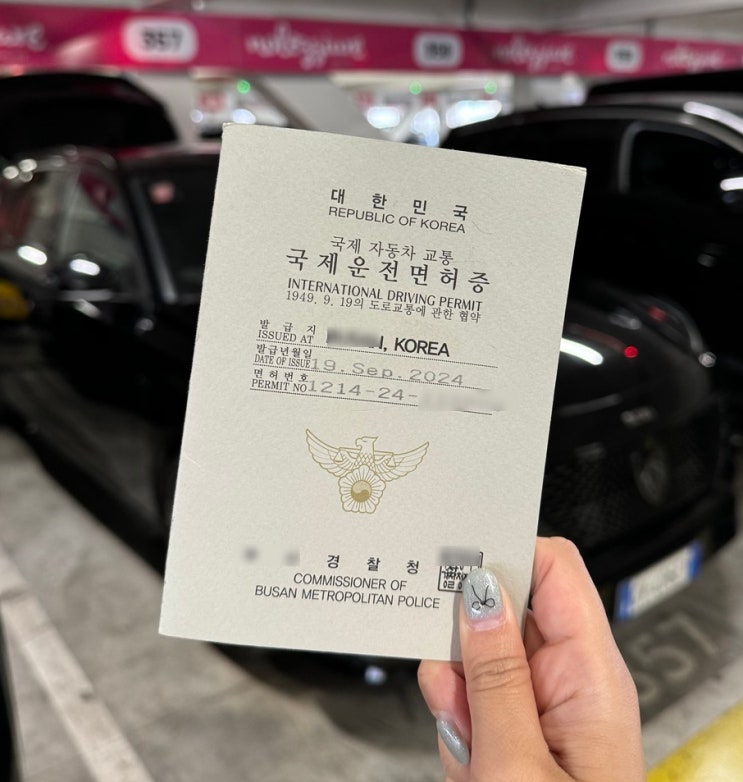 대 한 민 국
REPUBLIC OF KOREA
국제 자동차 교통
국제운전면허증
INTERNATIONAL DRIVING PERMIT
1949. 9. 19의 도로교통에 관한 협약
발 급 지
ISSUED AT , KOREA
발급년월일
DATE OF ISSUE 19. Sep. 2024
면 허 번 호
PERMIT NO 1214-24-
경 찰 청
COMMISSIONER OF
BUSAN METROPOLITAN POLICE
557